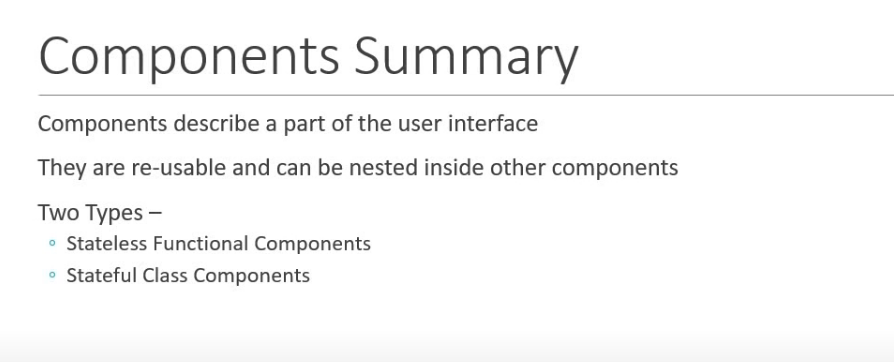 Components Summary
Components describe a part of the user interface
They are re-usable and can be nested inside other components
Two Types –
Stateless Functional Components
Stateful Class Components